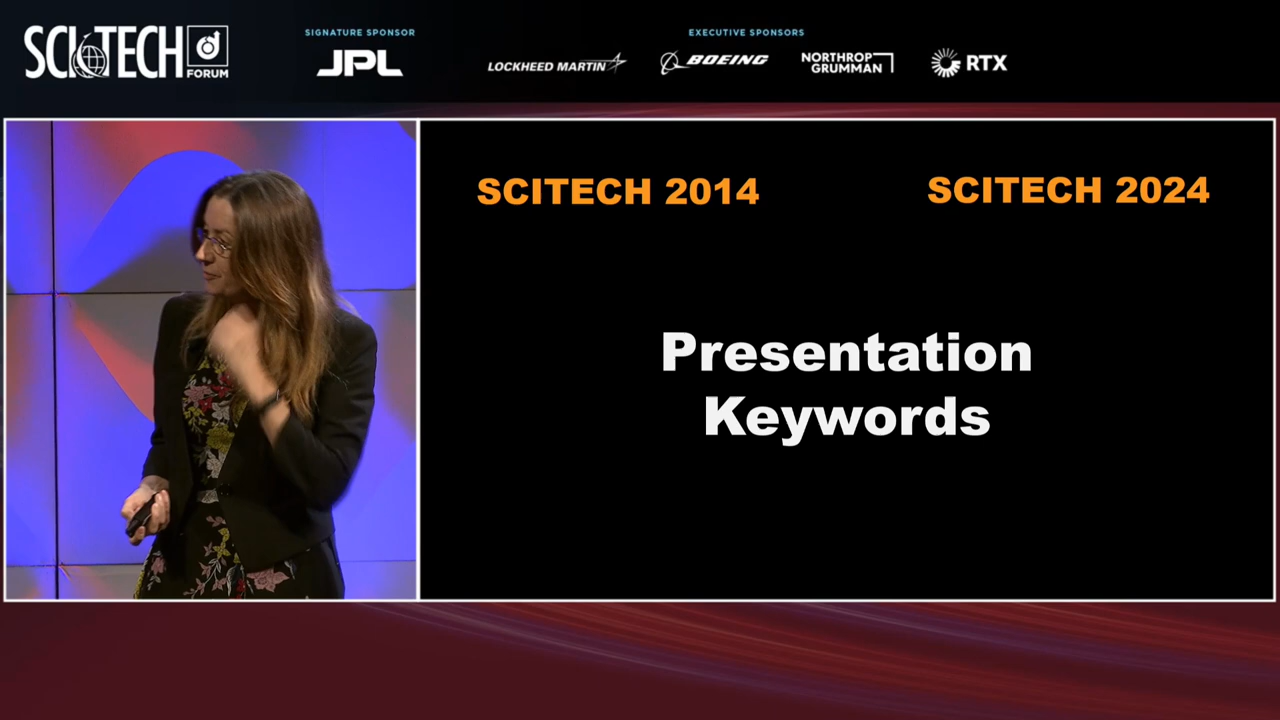 SCITECH
FORUM
SIGNATURE SPONSOR
JPL
EXECUTIVE SPONSORS
LOCKHEED MARTIN
BOEING
NORTHROP
GRUMMAN
RTX
SCITECH 2014
SCITECH 2024
Presentation
Keywords